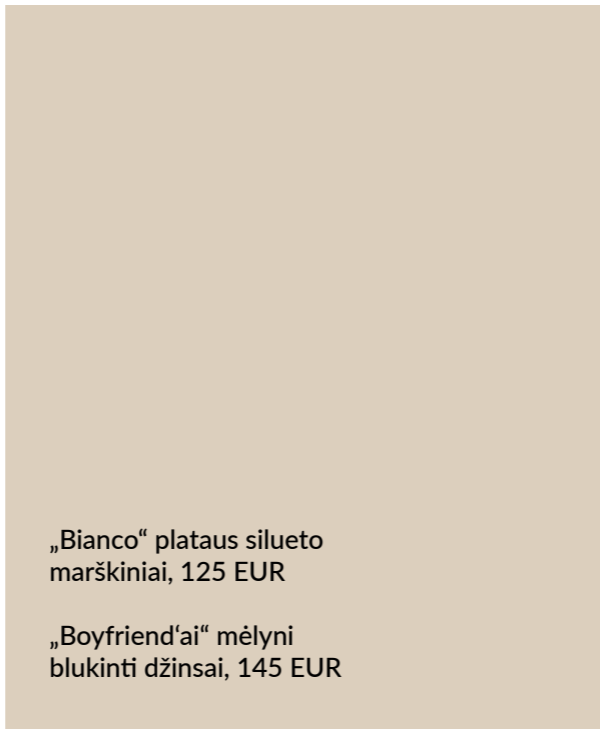 „Bianco“ plataus silueto
marškiniai, 125 EUR
„Boyfriend‘ai“ mėlyni
blukinti džinsai, 145 EUR